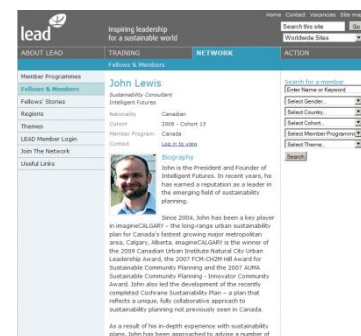 Home Contact Vacancies Site map
lead
Inspiring leadership
for a sustainable world
Search this site Go
Worldwide Sites
ABOUT LEAD TRAINING NETWORK ACTION
Fellows & Members
Member Programmes
Fellows & Members
Fellows' Stories
Regions
Themes
LEAD Member Login
Join The Network
Useful Links
John Lewis
Sustainability Consultant
Intelligent Futures
Nationality Canadian
Cohort 2008 - Cohort 13
Member Program Canada
Contact Log in to view
Biography
John is the President and Founder of
Intelligent Futures. In recent years, he
has earned a reputation as a leader in
the emerging field of sustainability
planning.
Since 2004, John has been a key player
in imagineCALGARY – the long-range urban sustainability
plan for Canada's fastest growing major metropolitan
area, Calgary, Alberta. imagineCALGARY is the winner of
the 2009 Canadian Urban Institute Natural City Urban
Leadership Award, the 2007 FCM-CH2M Hill Award for
Sustainable Community Planning and the 2007 AUMA
Sustainable Community Planning - Innovator Community
Award. John also led the development of the recently
completed Cochrane Sustainability Plan – a plan that
reflects a unique, fully collaborative approach to
sustainability planning not previously seen in Canada.
As a result of his in-depth experience with sustainability
plans, John has been approached to advise a number of
Search for a member
Enter Name or Keyword
Select Gender...
Select Country...
Select Cohort...
Select Member Programme
Select Theme...
Search